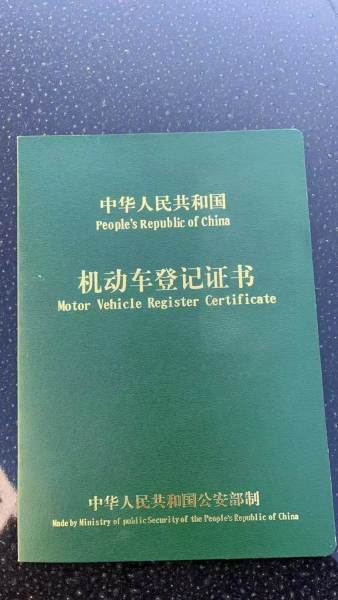 中华人民共和国
People's Republic of China
机动车登记证书
Motor Vehicle Register Certificate
中华人民共和国公安部制
Made by Ministry of public Security of the People's Republic of China